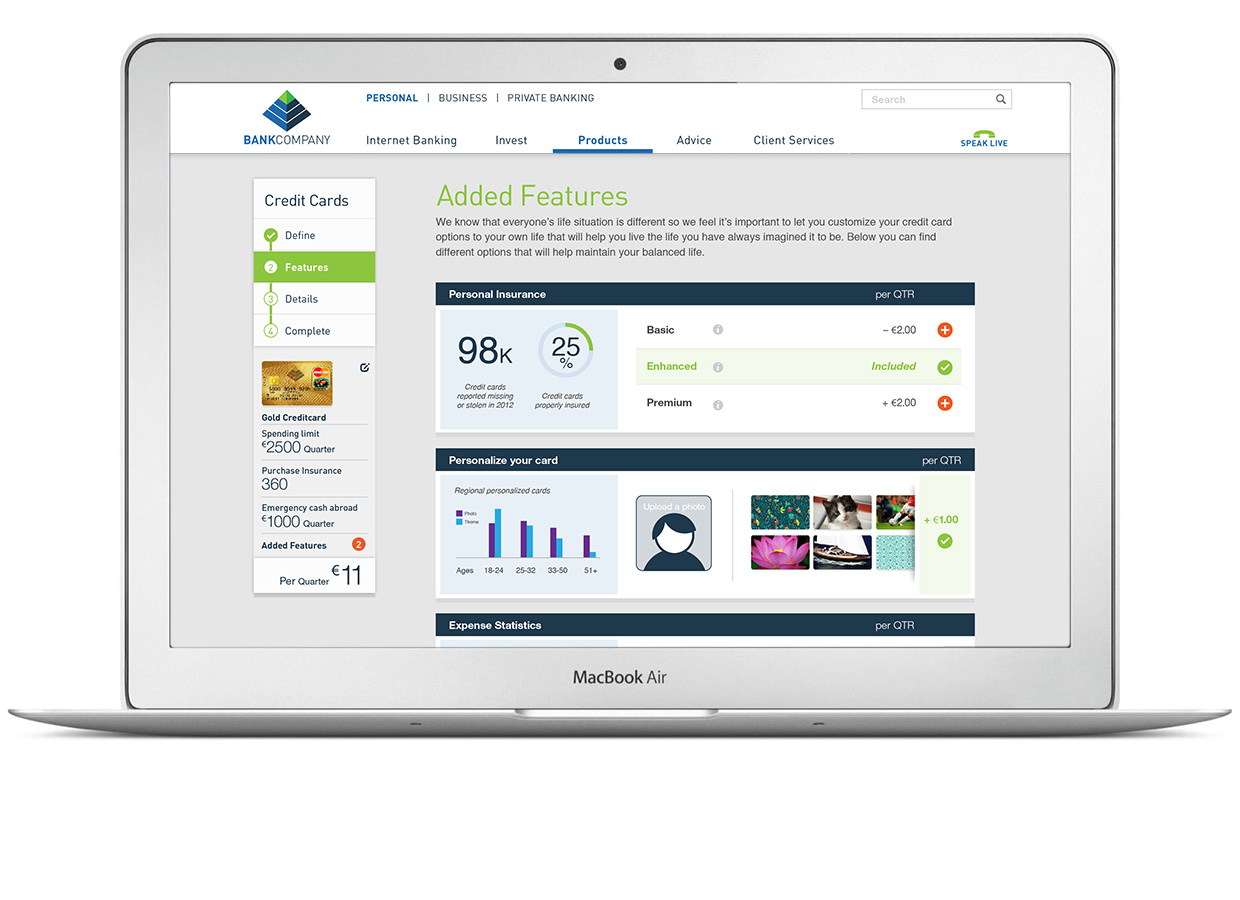 PERSONAL | BUSINESS | PRIVATE BANKING
Search
BANKCOMPANY
Internet Banking
Invest
Products
Advice
Client Services
SPEAK LIVE
Credit Cards
Define
2 Features
3 Details
4 Complete
Gold Creditcard
Spending limit
€2500 Quarter
Purchase Insurance
360
Emergency cash abroad
€1000 Quarter
Added Features 2
Per Quarter €11
Added Features
We know that everyone's life situation is different so we feel it's important to let you customize your credit card
options to your own life that will help you live the life you have always imagined it to be. Below you can find
different options that will help maintain your balanced life.
Personal Insurance per QTR
98K
Credit cards
reported missing
or stolen in 2012
25
%
Credit cards
properly insured
Basic – €2.00
Enhanced Included
Premium + €2.00
Personalize your card per QTR
Regional personalized cards
Photo
Theme
Ages 18-24 25-32 33-50 51+
Upload a photo
+ €1.00
Expense Statistics per QTR
MacBook Air